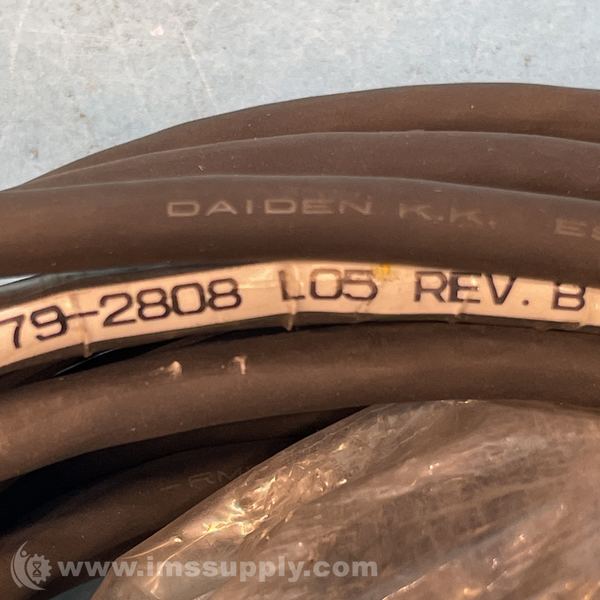 DAIDEN K.K.
79-2808 L05 REV. B
www.imssupply.com